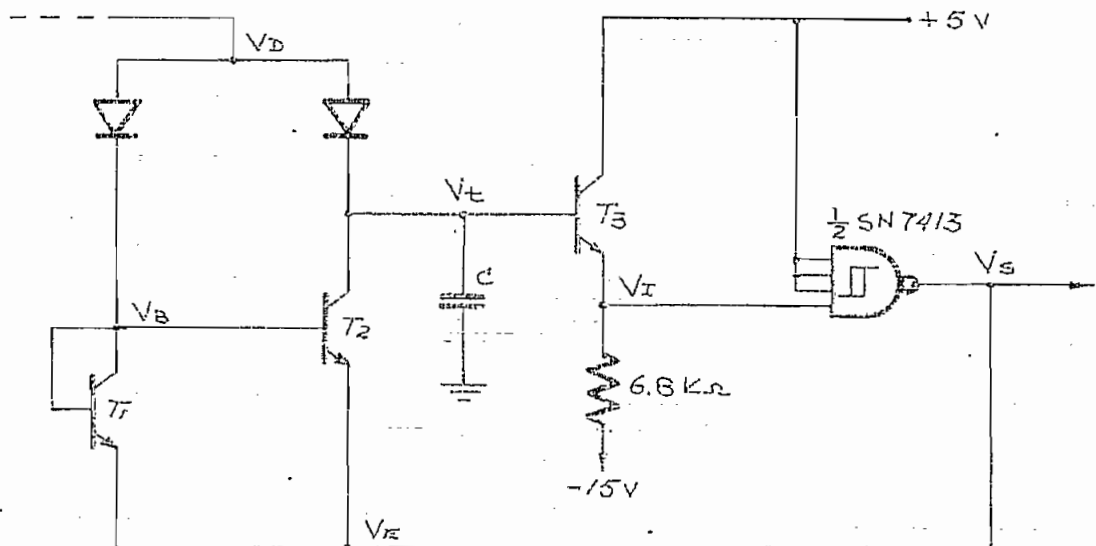 +5V
VD
Vt
T3
½ SN7413
VS
C
VI
VB
T2
6.8KΩ
T1
-15V
VE